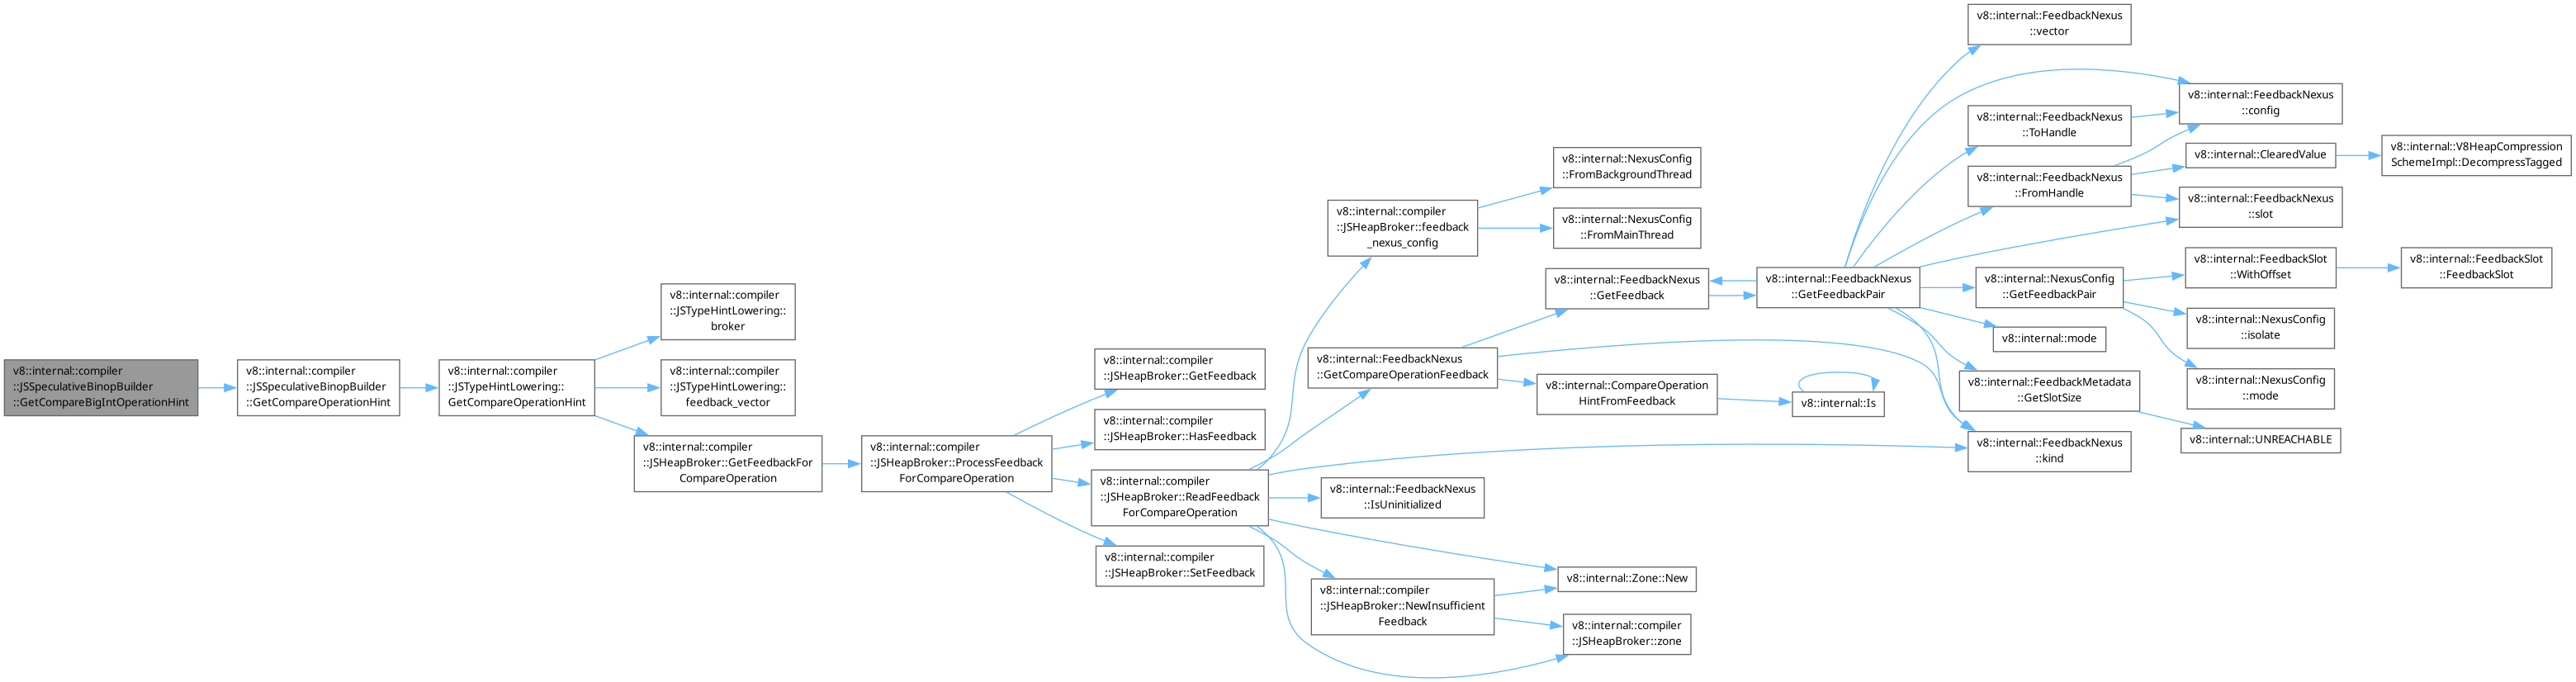 v8::internal::compiler
::JSSpeculativeBinopBuilder
::GetCompareBigIntOperationHint
v8::internal::compiler
::JSSpeculativeBinopBuilder
::GetCompareOperationHint
v8::internal::compiler
::JSTypeHintLowering::
GetCompareOperationHint
v8::internal::compiler
::JSTypeHintLowering::
broker
v8::internal::compiler
::JSTypeHintLowering::
feedback_vector
v8::internal::compiler
::JSHeapBroker::GetFeedbackFor
CompareOperation
v8::internal::compiler
::JSHeapBroker::ProcessFeedback
ForCompareOperation
v8::internal::compiler
::JSHeapBroker::GetFeedback
v8::internal::compiler
::JSHeapBroker::HasFeedback
v8::internal::compiler
::JSHeapBroker::ReadFeedback
ForCompareOperation
v8::internal::compiler
::JSHeapBroker::SetFeedback
v8::internal::compiler
::JSHeapBroker::feedback
_nexus_config
v8::internal::FeedbackNexus
::GetCompareOperationFeedback
v8::internal::FeedbackNexus
::IsUninitialized
v8::internal::compiler
::JSHeapBroker::NewInsufficient
Feedback
v8::internal::NexusConfig
::FromBackgroundThread
v8::internal::NexusConfig
::FromMainThread
v8::internal::FeedbackNexus
::GetFeedback
v8::internal::CompareOperation
HintFromFeedback
v8::internal::Zone::New
v8::internal::compiler
::JSHeapBroker::zone
v8::internal::FeedbackNexus
::GetFeedbackPair
v8::internal::Is
v8::internal::FeedbackNexus
::vector
v8::internal::FeedbackNexus
::ToHandle
v8::internal::FeedbackNexus
::FromHandle
v8::internal::NexusConfig
::GetFeedbackPair
v8::internal::mode
v8::internal::FeedbackMetadata
::GetSlotSize
v8::internal::FeedbackNexus
::kind
v8::internal::FeedbackNexus
::config
v8::internal::ClearedValue
v8::internal::FeedbackNexus
::slot
v8::internal::FeedbackSlot
::WithOffset
v8::internal::NexusConfig
::isolate
v8::internal::NexusConfig
::mode
v8::internal::UNREACHABLE
v8::internal::V8HeapCompression
SchemeImpl::DecompressTagged
v8::internal::FeedbackSlot
::FeedbackSlot